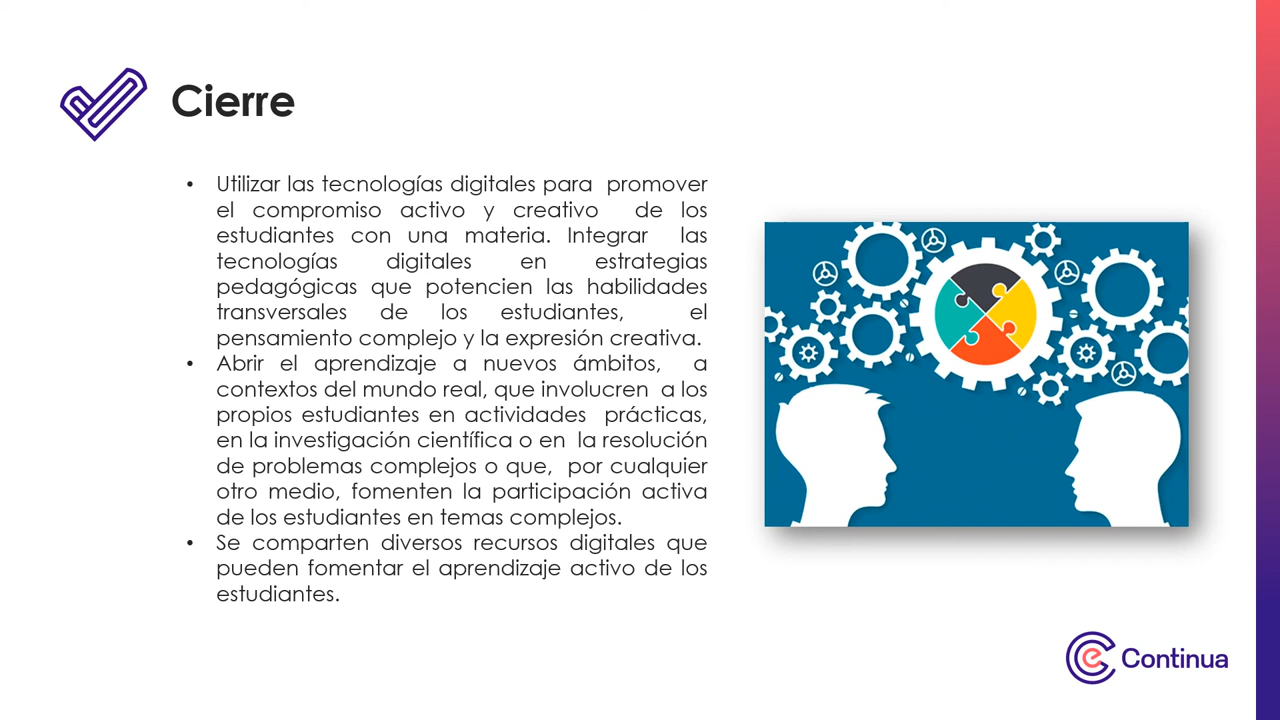 Cierre
• Utilizar las tecnologías digitales para promover
el compromiso activo y creativo de los
estudiantes con una materia. Integrar las
tecnologías digitales en estrategias
pedagógicas que potencien las habilidades
transversales de los estudiantes, el
pensamiento complejo y la expresión creativa.
• Abrir el aprendizaje a nuevos ámbitos, a
contextos del mundo real, que involucren a los
propios estudiantes en actividades prácticas,
en la investigación científica o en la resolución
de problemas complejos o que, por cualquier
otro medio, fomenten la participación activa
de los estudiantes en temas complejos.
• Se comparten diversos recursos digitales que
pueden fomentar el aprendizaje activo de los
estudiantes.
e Continua